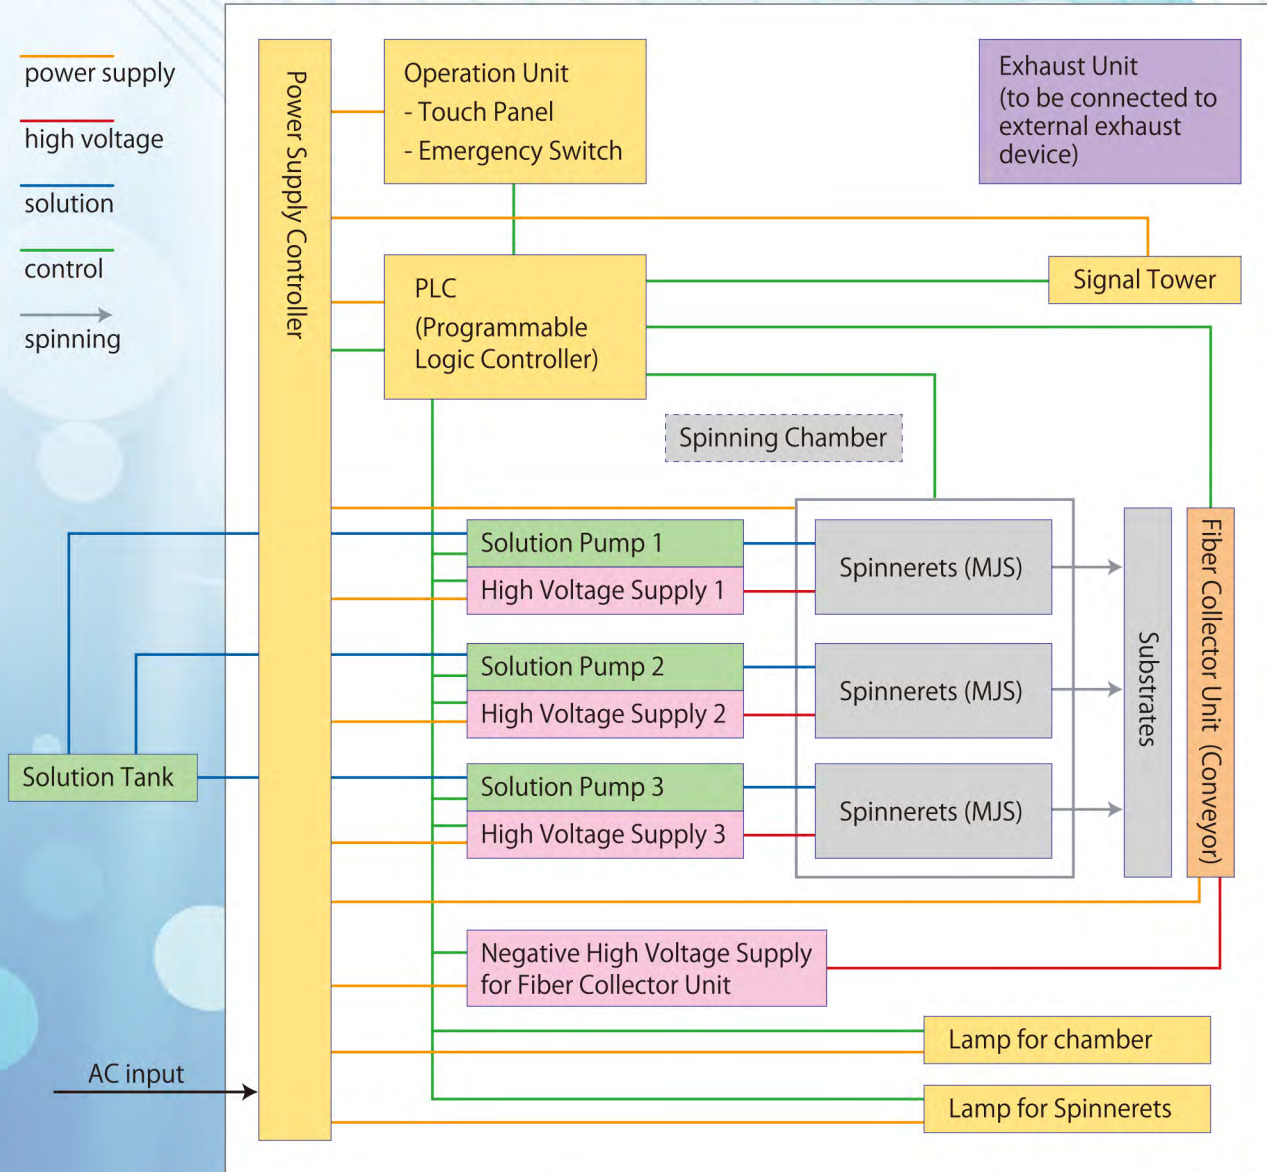 power supply
high voltage
solution
control
spinning
Power Supply Controller
Operation Unit
- Touch Panel
- Emergency Switch
Exhaust Unit
(to be connected to
external exhaust
device)
PLC
(Programmable
Logic Controller)
Signal Tower
Spinning Chamber
Solution Pump 1
High Voltage Supply 1
Spinnerets (MJS)
Solution Pump 2
High Voltage Supply 2
Spinnerets (MJS)
Solution Pump 3
High Voltage Supply 3
Spinnerets (MJS)
Substrates
Fiber Collector Unit (Conveyor)
Solution Tank
Negative High Voltage Supply
for Fiber Collector Unit
Lamp for chamber
AC input
Lamp for Spinnerets